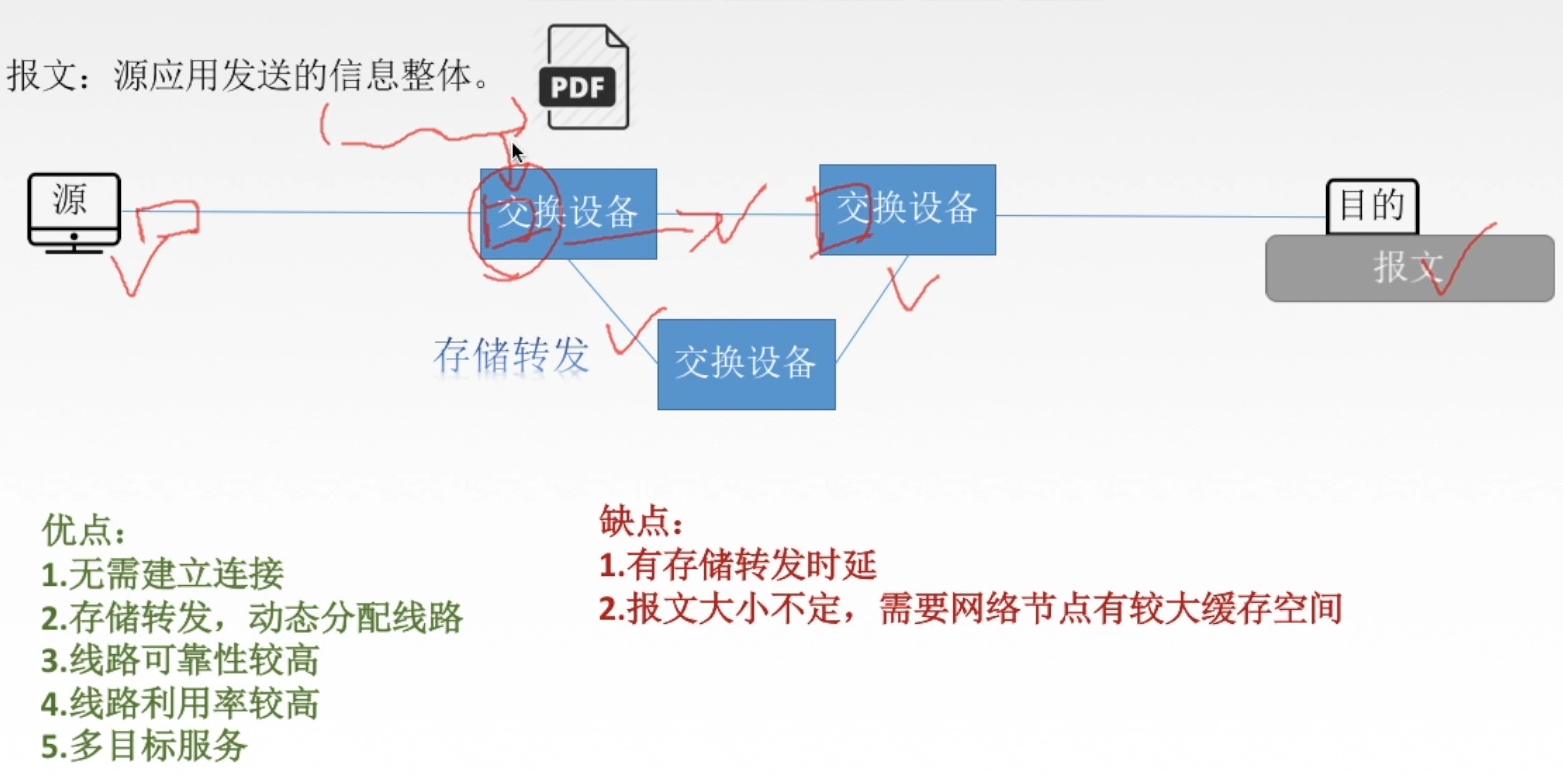 报文：源应用发送的信息整体。
PDF
源
交换设备
交换设备
目的
报文
存储转发
交换设备
优点：
1.无需建立连接
2.存储转发，动态分配线路
3.线路可靠性较高
4.线路利用率较高
5.多目标服务
缺点：
1.有存储转发时延
2.报文大小不定，需要网络节点有较大缓存空间